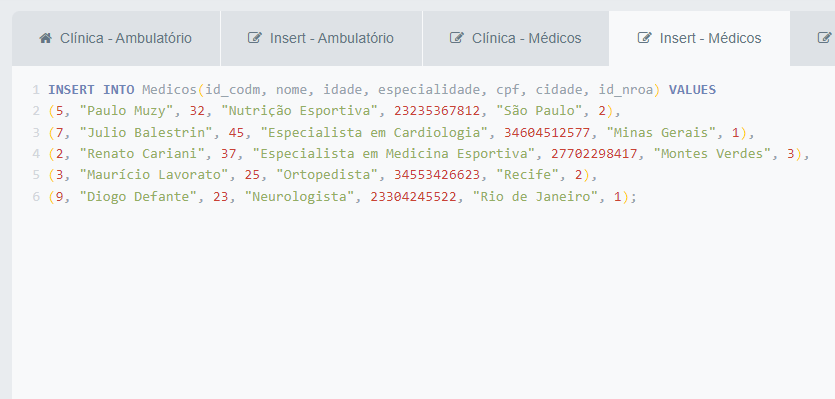 Clínica - Ambulatório Insert - Ambulatório Clínica - Médicos Insert - Médicos
1 INSERT INTO Medicos(id_codm, nome, idade, especialidade, cpf, cidade, id_nroa) VALUES
2 (5, "Paulo Muzy", 32, "Nutrição Esportiva", 23235367812, "São Paulo", 2),
3 (7, "Julio Balestrin", 45, "Especialista em Cardiologia", 34604512577, "Minas Gerais", 1),
4 (2, "Renato Cariani", 37, "Especialista em Medicina Esportiva", 27702298417, "Montes Verdes", 3),
5 (3, "Maurício Lavorato", 25, "Ortopedista", 34553426623, "Recife", 2),
6 (9, "Diogo Defante", 23, "Neurologista", 23304245522, "Rio de Janeiro", 1);